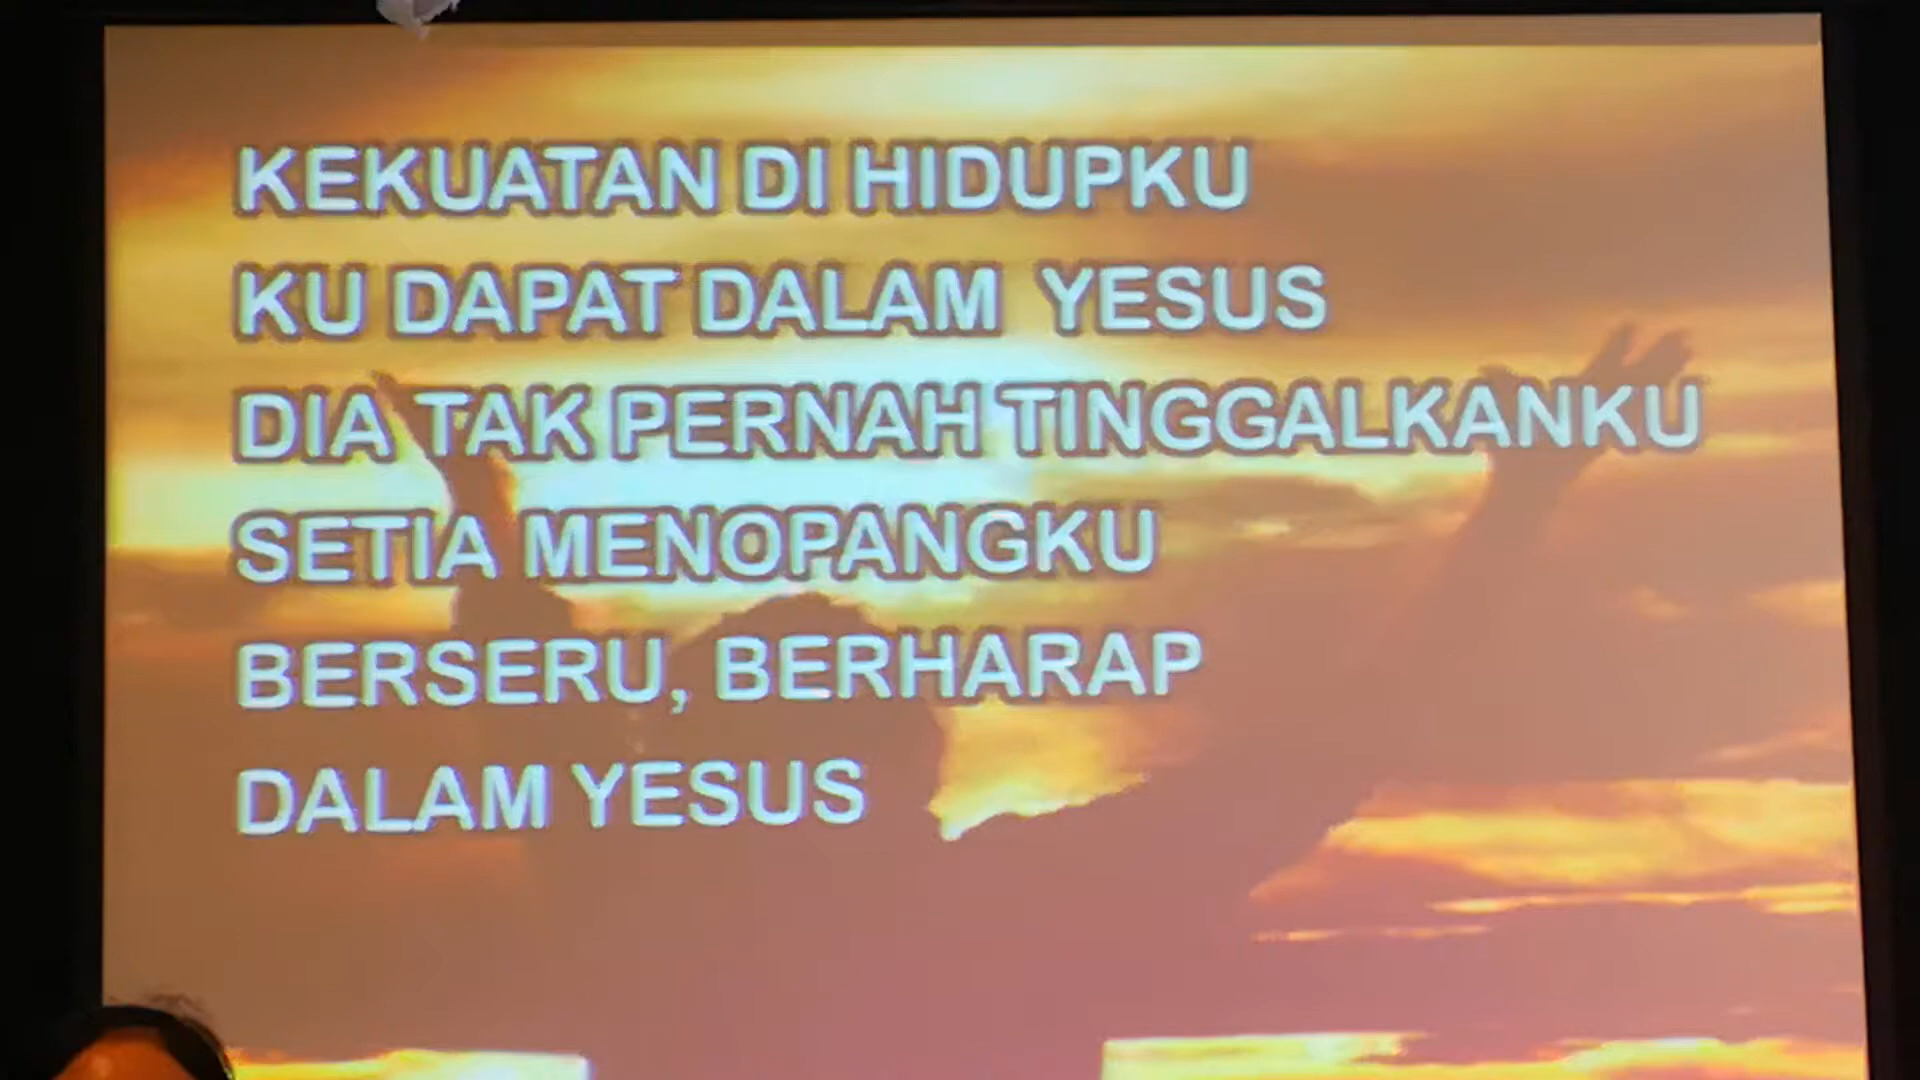 KEKUATAN DI HIDUPKU
KU DAPAT DALAM YESUS
DIA TAK PERNAH TINGGALKANKU
SETIA MENOPANGKU
BERSERU, BERHARAP
DALAM YESUS